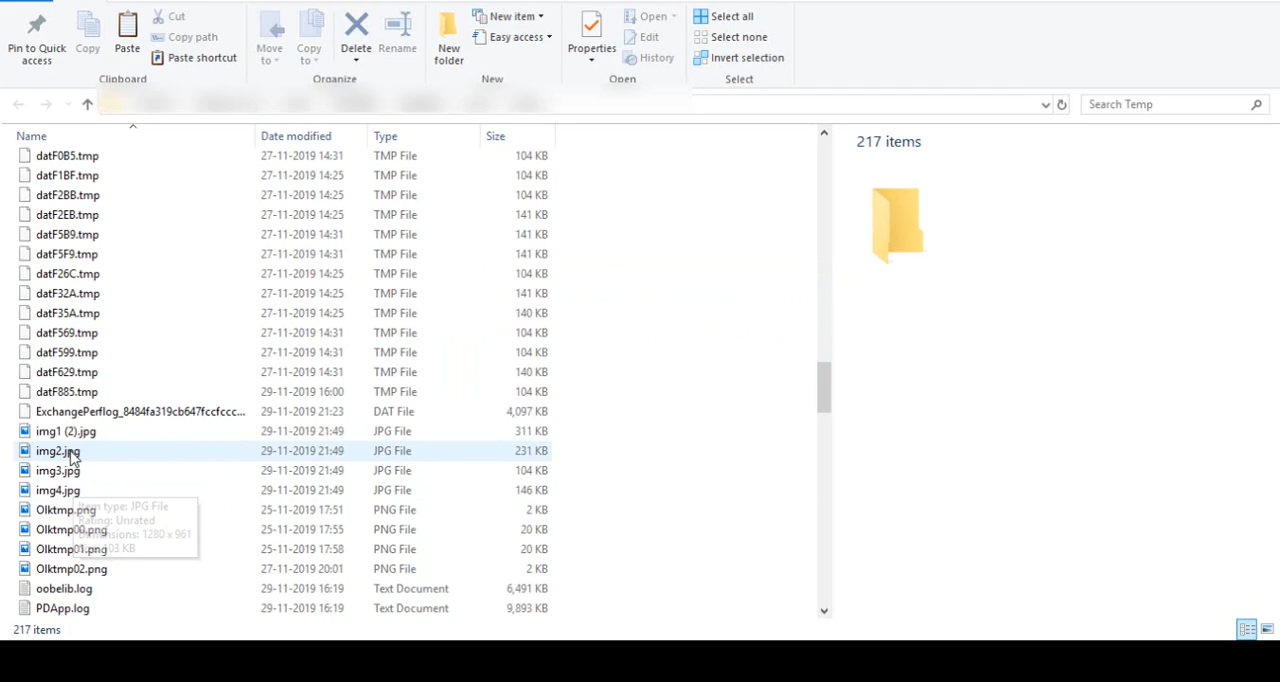 Pin to Quick access
Copy
Paste
Cut
Copy path
Paste shortcut
Clipboard
Move to
Copy to
Delete
Rename
Organize
New folder
New item
Easy access
New
Properties
Open
Edit
History
Open
Select all
Select none
Invert selection
Select
Search Temp
Name Date modified Type Size
datF0B5.tmp 27-11-2019 14:31 TMP File 104 KB
datF1BF.tmp 27-11-2019 14:25 TMP File 104 KB
datF2BB.tmp 27-11-2019 14:25 TMP File 104 KB
datF2EB.tmp 27-11-2019 14:25 TMP File 141 KB
datF5B9.tmp 27-11-2019 14:31 TMP File 141 KB
datF5F9.tmp 27-11-2019 14:31 TMP File 141 KB
datF26C.tmp 27-11-2019 14:25 TMP File 104 KB
datF32A.tmp 27-11-2019 14:25 TMP File 141 KB
datF35A.tmp 27-11-2019 14:25 TMP File 140 KB
datF569.tmp 27-11-2019 14:31 TMP File 104 KB
datF599.tmp 27-11-2019 14:31 TMP File 104 KB
datF629.tmp 27-11-2019 14:31 TMP File 140 KB
datF885.tmp 29-11-2019 16:00 TMP File 104 KB
ExchangePerflog_8484fa319cb647fccfccc... 29-11-2019 21:23 DAT File 4,097 KB
img1 (2).jpg 29-11-2019 21:49 JPG File 311 KB
img2.jpg 29-11-2019 21:49 JPG File 231 KB
img3.jpg 29-11-2019 21:49 JPG File 104 KB
img4.jpg 29-11-2019 21:49 JPG File 146 KB
Olktmp.png 25-11-2019 17:51 PNG File 2 KB
Olktmp00.png 25-11-2019 17:55 PNG File 20 KB
Olktmp01.png 25-11-2019 17:58 PNG File 20 KB
Olktmp02.png 27-11-2019 20:01 PNG File 2 KB
oobelib.log 29-11-2019 16:19 Text Document 6,491 KB
PDApp.log 29-11-2019 16:19 Text Document 9,893 KB
Item type: JPG File
Rating: Unrated
Dimensions: 1280 x 961
103 KB
217 items
217 items